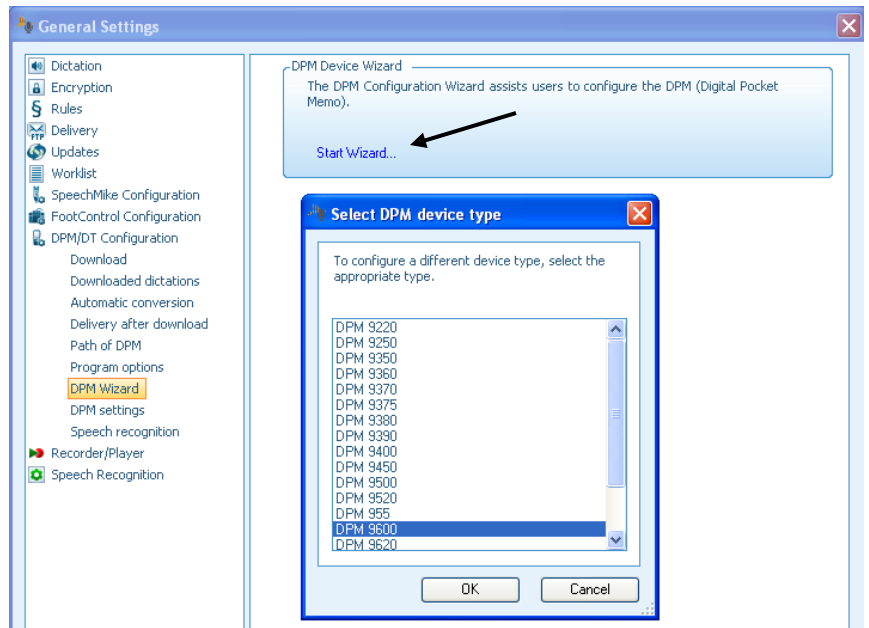 General Settings
Dictation
Encryption
Rules
Delivery
Updates
Worklist
SpeechMike Configuration
FootControl Configuration
DPM/DT Configuration
Download
Downloaded dictations
Automatic conversion
Delivery after download
Path of DPM
Program options
DPM Wizard
DPM settings
Speech recognition
Recorder/Player
Speech Recognition
DPM Device Wizard
The DPM Configuration Wizard assists users to configure the DPM (Digital Pocket
Memo).
Start Wizard...
Select DPM device type
To configure a different device type, select the
appropriate type.
DPM 9220
DPM 9250
DPM 9350
DPM 9360
DPM 9370
DPM 9375
DPM 9380
DPM 9390
DPM 9400
DPM 9450
DPM 9500
DPM 9520
DPM 955
DPM 9600
DPM 9620
OK
Cancel